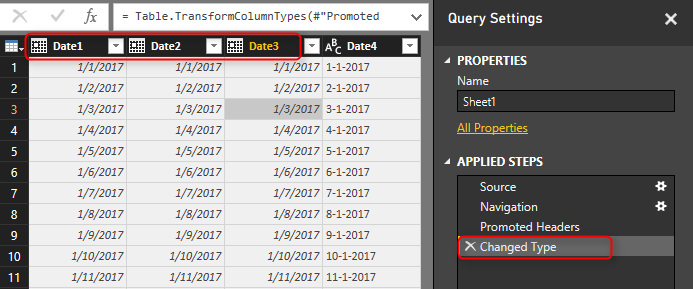 fx = Table.TransformColumnTypes(#"Promoted
Query Settings
Date1 Date2 Date3 ABC Date4
1 1/1/2017 1/1/2017 1/1/2017 1-1-2017
2 1/2/2017 1/2/2017 1/2/2017 2-1-2017
3 1/3/2017 1/3/2017 1/3/2017 3-1-2017
4 1/4/2017 1/4/2017 1/4/2017 4-1-2017
5 1/5/2017 1/5/2017 1/5/2017 5-1-2017
6 1/6/2017 1/6/2017 1/6/2017 6-1-2017
7 1/7/2017 1/7/2017 1/7/2017 7-1-2017
8 1/8/2017 1/8/2017 1/8/2017 8-1-2017
9 1/9/2017 1/9/2017 1/9/2017 9-1-2017
10 1/10/2017 1/10/2017 1/10/2017 10-1-2017
11 1/11/2017 1/11/2017 1/11/2017 11-1-2017
PROPERTIES
Name
Sheet1
All Properties
APPLIED STEPS
Source
Navigation
Promoted Headers
Changed Type